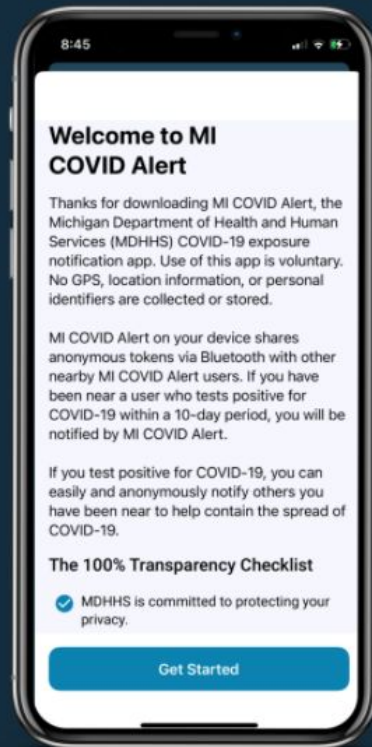 8:45
Welcome to MI
COVID Alert
Thanks for downloading MI COVID Alert, the
Michigan Department of Health and Human
Services (MDHHS) COVID-19 exposure
notification app. Use of this app is voluntary.
No GPS, location information, or personal
identifiers are collected or stored.
MI COVID Alert on your device shares
anonymous tokens via Bluetooth with other
nearby MI COVID Alert users. If you have
been near a user who tests positive for
COVID-19 within a 10-day period, you will be
notified by MI COVID Alert.
If you test positive for COVID-19, you can
easily and anonymously notify others you
have been near to help contain the spread of
COVID-19.
The 100% Transparency Checklist
MDHHS is committed to protecting your
privacy.
Get Started